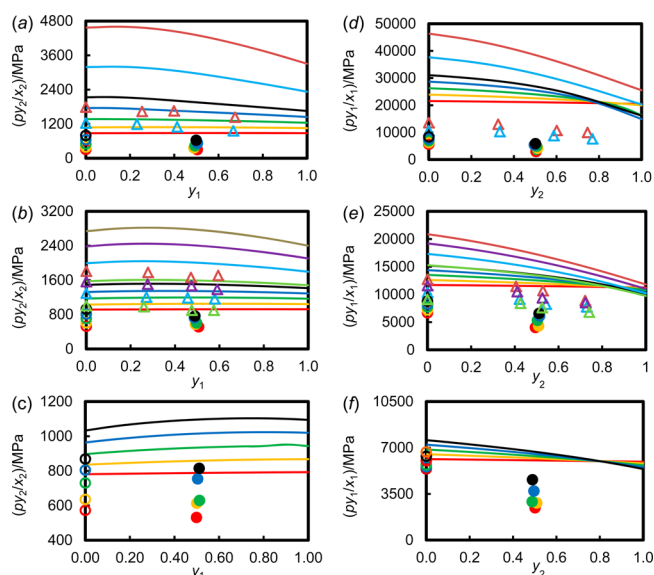 (a)
(py₂/x₂)/MPa
4800
3600
2400
1200
0
0.0 0.2 0.4 0.6 0.8 1.0
y₁
(d)
(py₁/x₁)/MPa
50000
40000
30000
20000
10000
0
0.0 0.2 0.4 0.6 0.8 1.0
y₂
(b)
(py₂/x₂)/MPa
3200
2400
1600
800
0
0.0 0.2 0.4 0.6 0.8 1.0
y₁
(e)
(py₁/x₁)/MPa
25000
20000
15000
10000
5000
0
0.0 0.2 0.4 0.6 0.8 1.0
y₂
(c)
(py₂/x₂)/MPa
1200
1000
800
600
400
0.00 0.20 0.40 0.60 0.80 1.00
y₁
(f)
(py₁/x₁)/MPa
10500
7000
3500
0
0.0 0.2 0.4 0.6 0.8 1.0
y₂